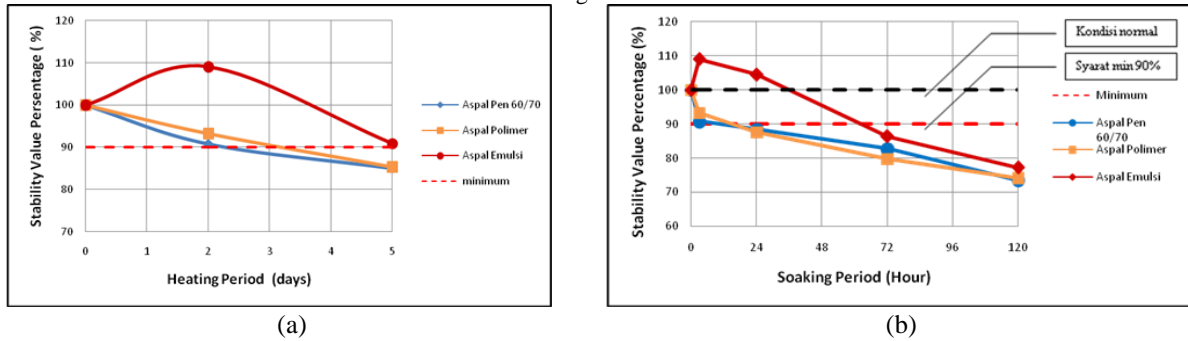 120
110
100
90
80
70
Stability Value Persentage ( %)
0 1 2 3 4 5
Heating Period (days)
Aspal Pen 60/70
Aspal Polimer
Aspal Emulsi
minimum
(a)
120
110
100
90
80
70
60
Stability Value Percentage (%)
0 24 48 72 96 120
Soaking Period (Hour)
Kondisi normal
Syarat min 90%
Minimum
Aspal Pen
60/70
Aspal Polimer
Aspal Emulsi
(b)